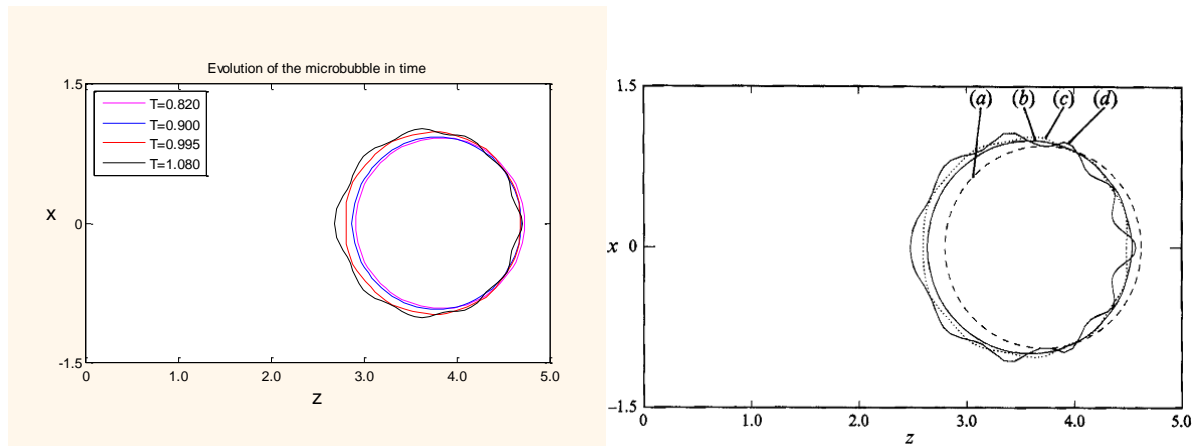 Evolution of the microbubble in time
1.5
T=0.820
T=0.900
T=0.995
T=1.080
x
0
-1.5
0 1.0 2.0 3.0 4.0 5.0
z
1.5
(a) (b) (c) (d)
x 0
–1.5
0 1.0 2.0 3.0 4.0 5.0
z